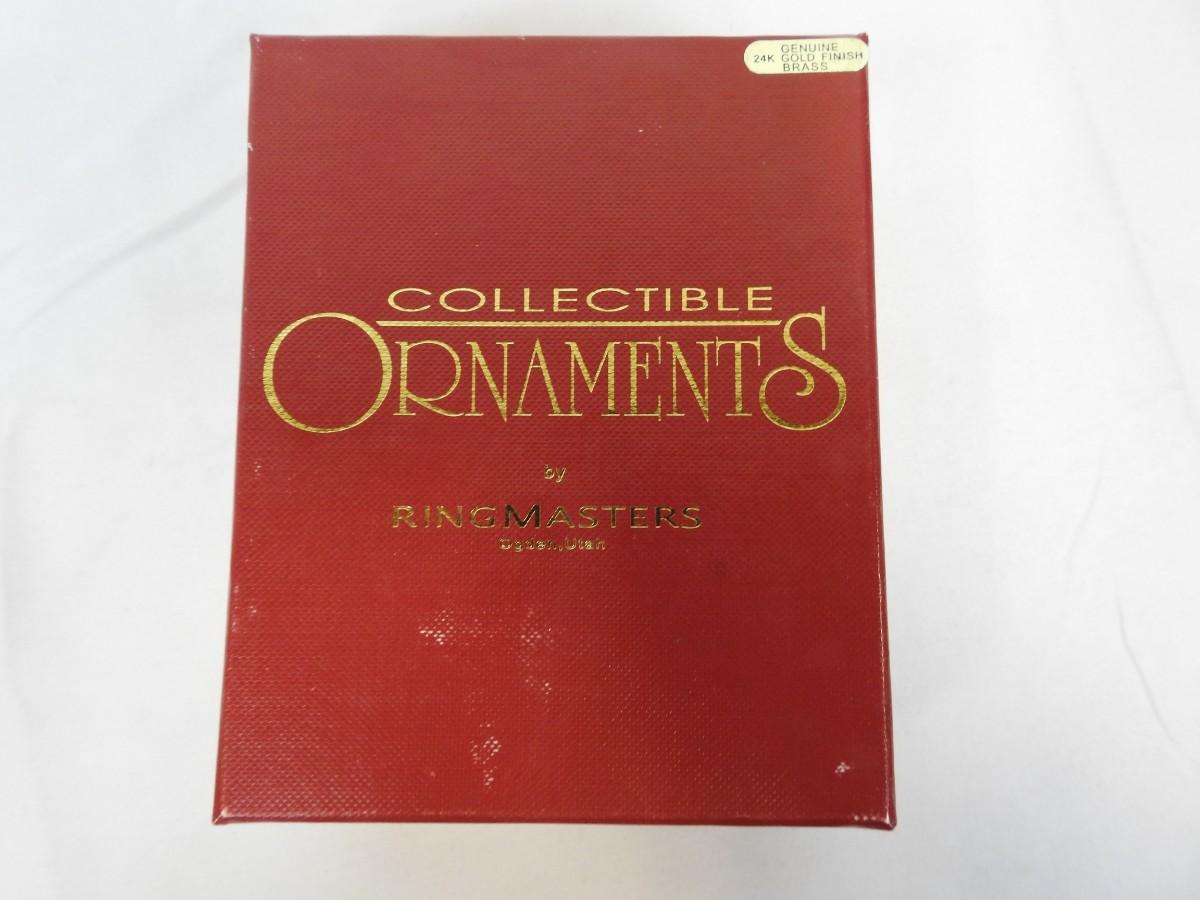 GENUINE
24K GOLD FINISH
BRASS
COLLECTIBLE
ORNAMENTS
by
RINGMASTERS
Ogden, Utah